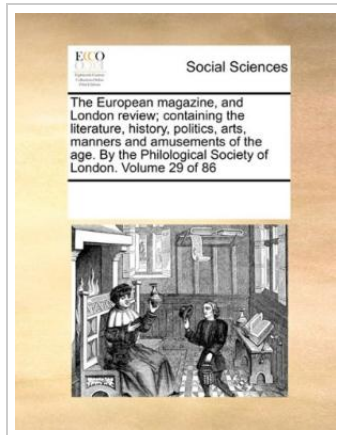 ECCO
Social Sciences
The European magazine, and
London review; containing the
literature, history, politics, arts,
manners and amusements of the
age. By the Philological Society of
London. Volume 29 of 86